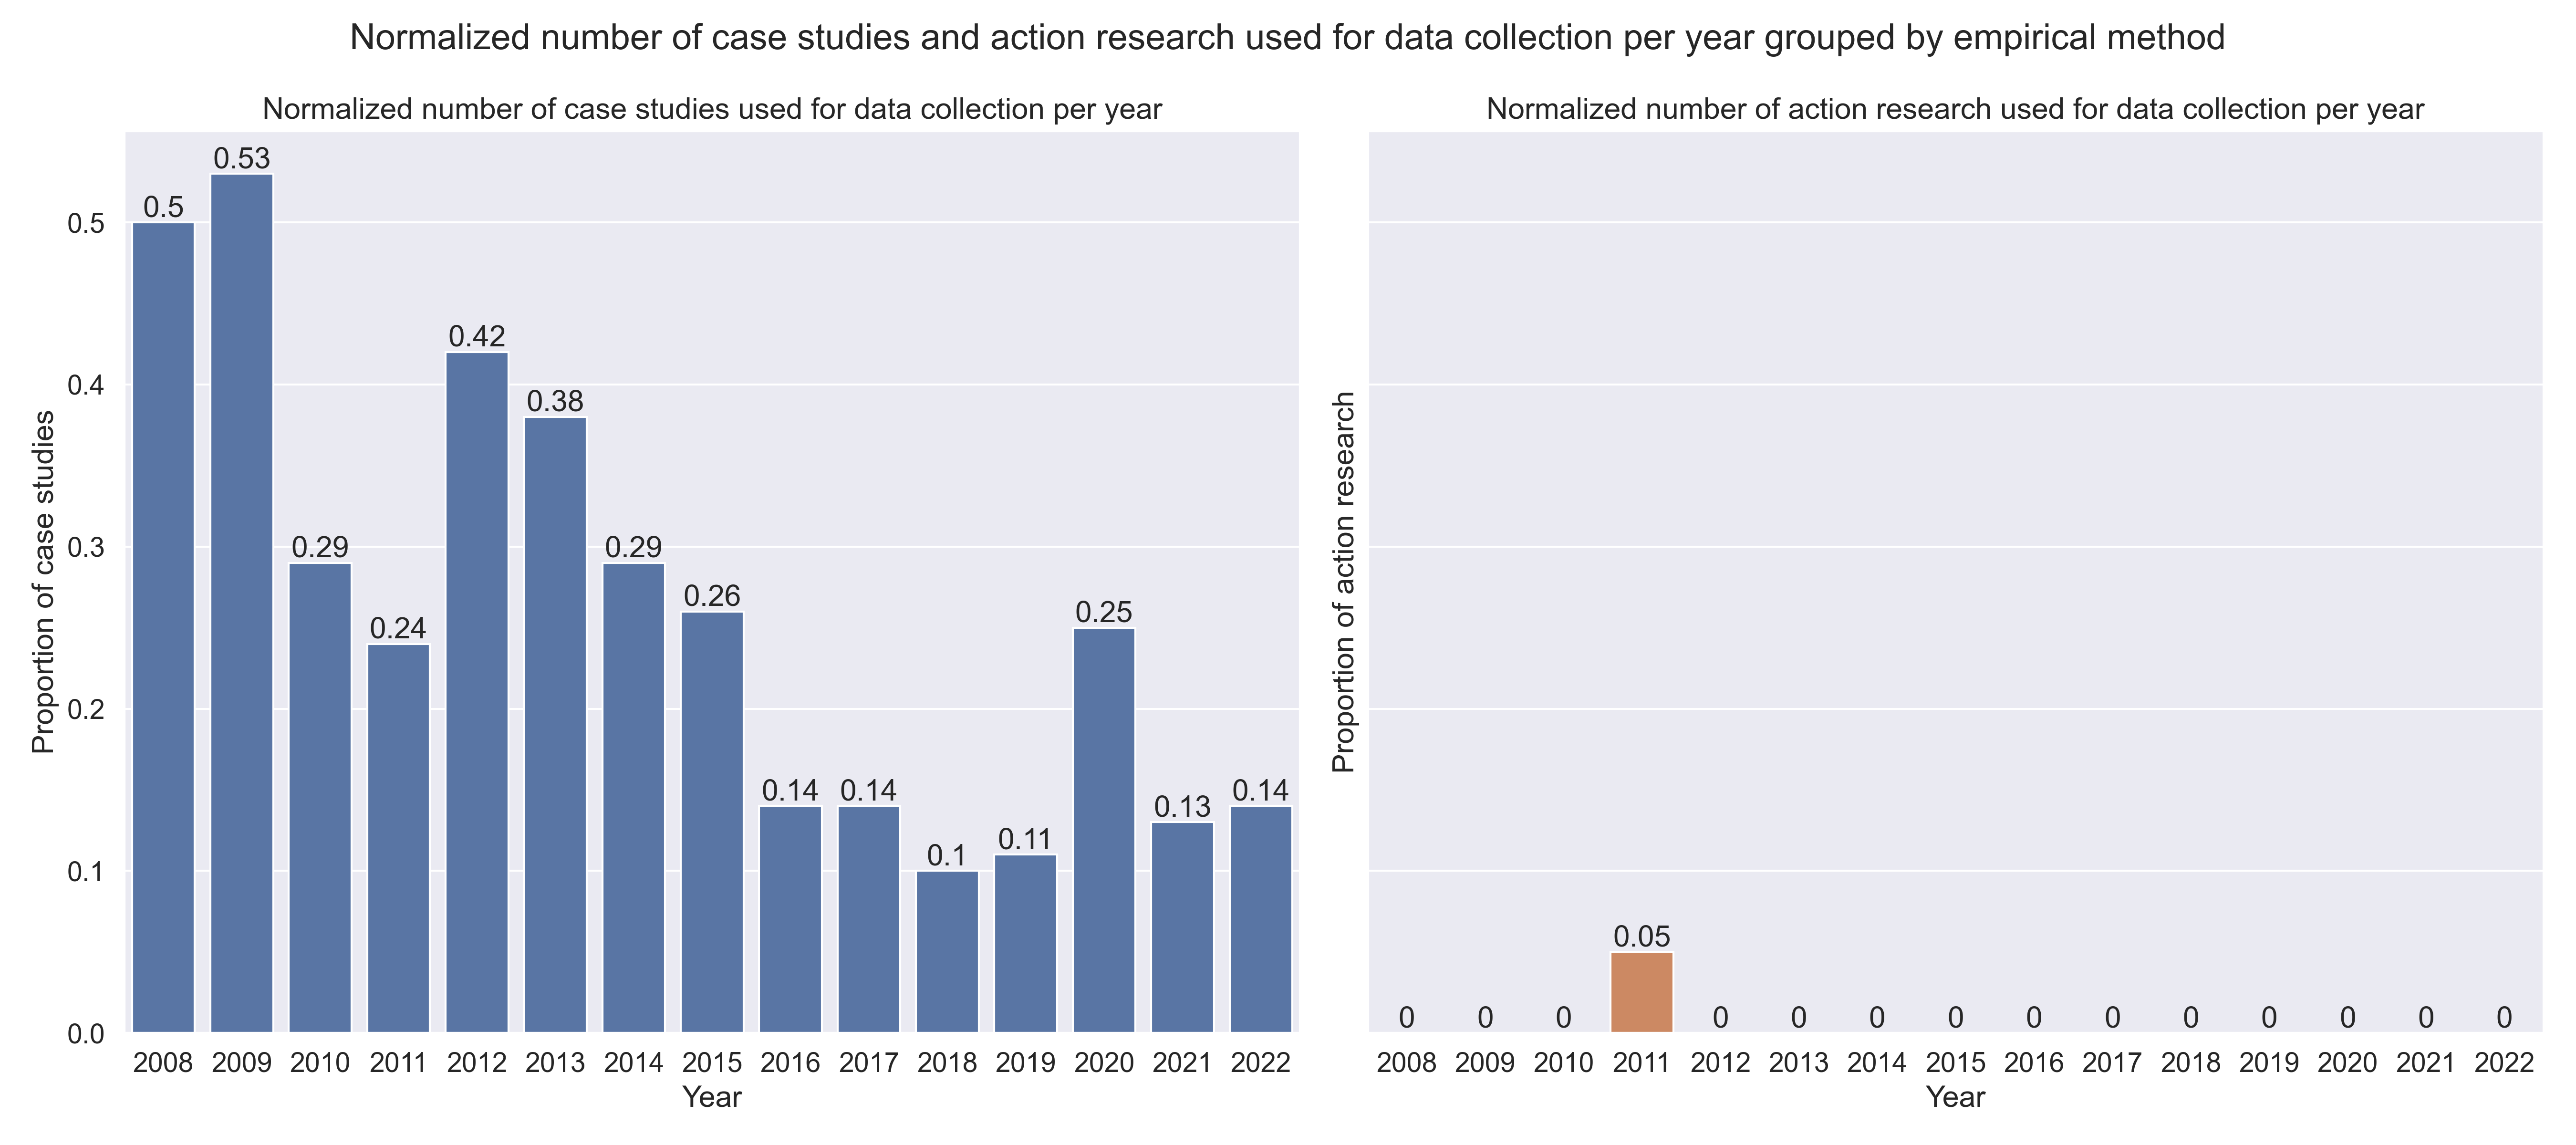 Normalized number of case studies and action research used for data collection per year grouped by empirical method
Normalized number of case studies used for data collection per year
Proportion of case studies
0.5
0.4
0.3
0.2
0.1
0.0
0.5
0.53
0.29
0.24
0.42
0.38
0.29
0.26
0.14
0.14
0.1
0.11
0.25
0.13
0.14
2008 2009 2010 2011 2012 2013 2014 2015 2016 2017 2018 2019 2020 2021 2022
Year
Normalized number of action research used for data collection per year
Proportion of action research
0 0 0 0.05 0 0 0 0 0 0 0 0 0 0 0
2008 2009 2010 2011 2012 2013 2014 2015 2016 2017 2018 2019 2020 2021 2022
Year